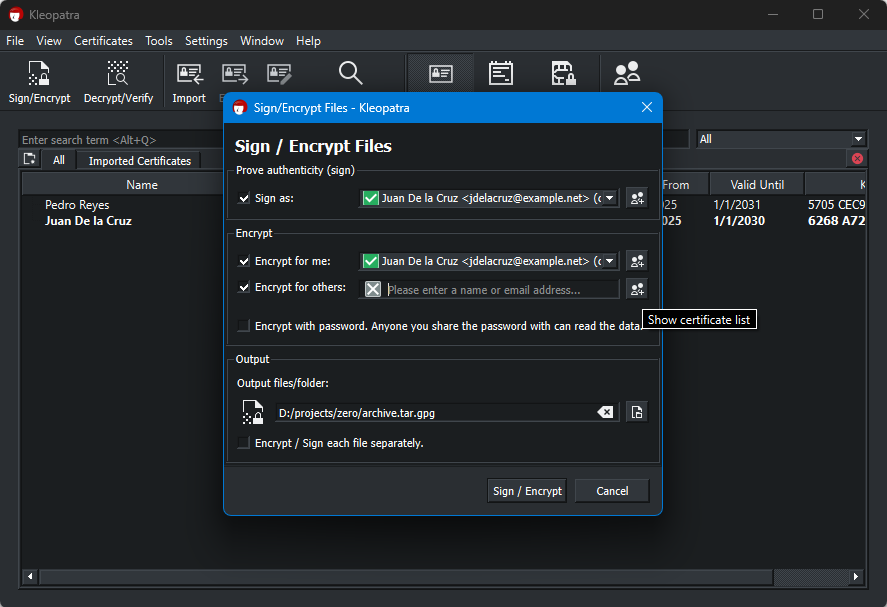 Kleopatra
File View Certificates Tools Settings Window Help
Sign/Encrypt Decrypt/Verify Import
Enter search term <Alt+Q> All
All Imported Certificates
Name From Valid Until
Pedro Reyes 25 1/1/2031 5705 CEC9
Juan De la Cruz 025 1/1/2030 6268 A72
Sign/Encrypt Files - Kleopatra
Sign / Encrypt Files
Prove authenticity (sign)
Sign as: Juan De la Cruz <jdelacruz@example.net> (c
Encrypt
Encrypt for me: Juan De la Cruz <jdelacruz@example.net> (c
Encrypt for others: Please enter a name or email address...
Show certificate list
Encrypt with password. Anyone you share the password with can read the data.
Output
Output files/folder:
D:/projects/zero/archive.tar.gpg
Encrypt / Sign each file separately.
Sign / Encrypt Cancel